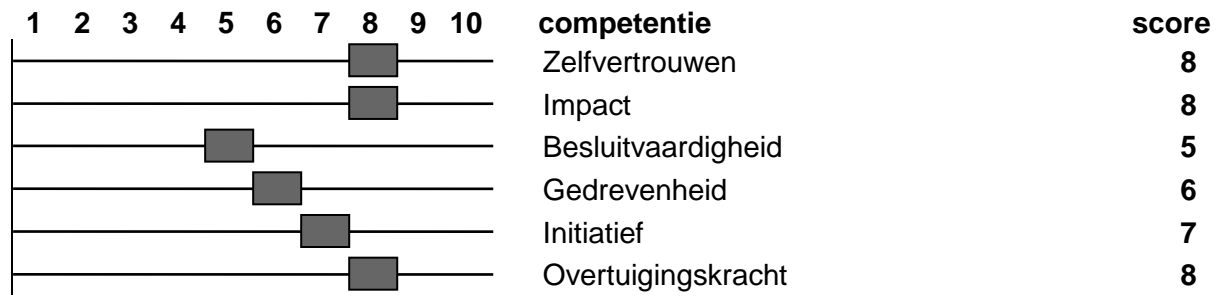 1 2 3 4 5 6 7 8 9 10 competentie score
Zelfvertrouwen 8
Impact 8
Besluitvaardigheid 5
Gedrevenheid 6
Initiatief 7
Overtuigingskracht 8